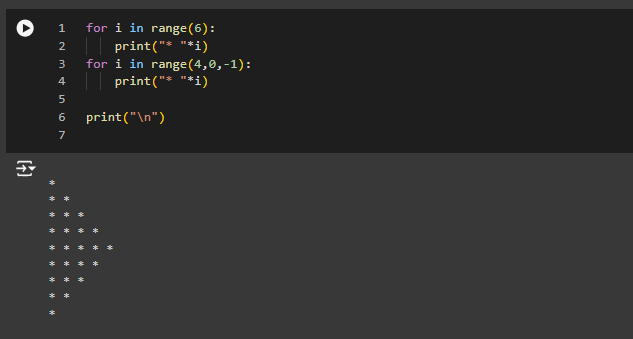 1 for i in range(6):
2     print("* "*i)
3 for i in range(4,0,-1):
4     print("* "*i)
5
6 print("\n")
7
*
* *
* * *
* * * *
* * * * *
* * * *
* * *
* *
*